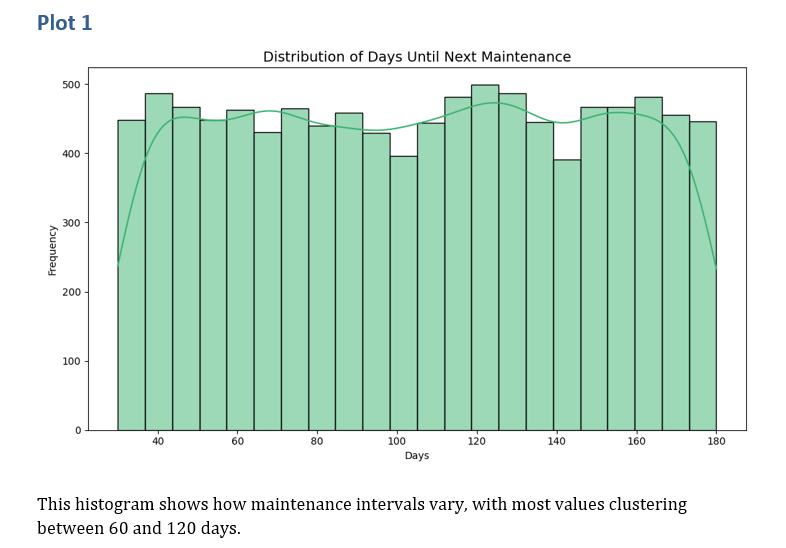 Plot 1
Distribution of Days Until Next Maintenance
500
400
300
200
100
0
Frequency
40 60 80 100 120 140 160 180
Days
This histogram shows how maintenance intervals vary, with most values clustering
between 60 and 120 days.